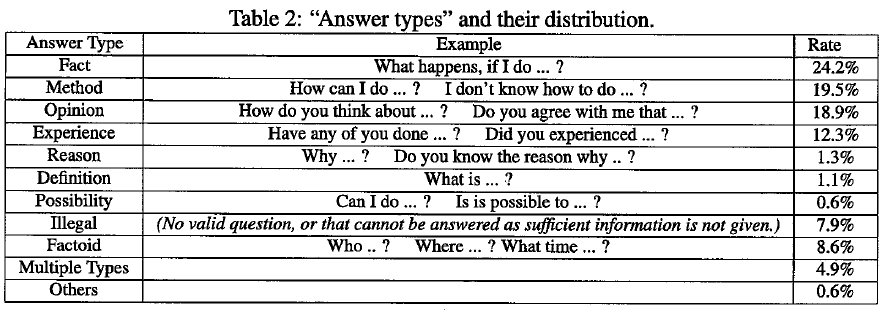 Table 2: “Answer types” and their distribution.
Answer Type Example Rate
Fact What happens, if I do ... ? 24.2%
Method How can I do ... ? I don't know how to do ... ? 19.5%
Opinion How do you think about ... ? Do you agree with me that ... ? 18.9%
Experience Have any of you done ... ? Did you experienced ... ? 12.3%
Reason Why ... ? Do you know the reason why .. ? 1.3%
Definition What is ... ? 1.1%
Possibility Can I do ... ? Is is possible to ... ? 0.6%
Illegal (No valid question, or that cannot be answered as sufficient information is not given.) 7.9%
Factoid Who .. ? Where ... ? What time ... ? 8.6%
Multiple Types 4.9%
Others 0.6%